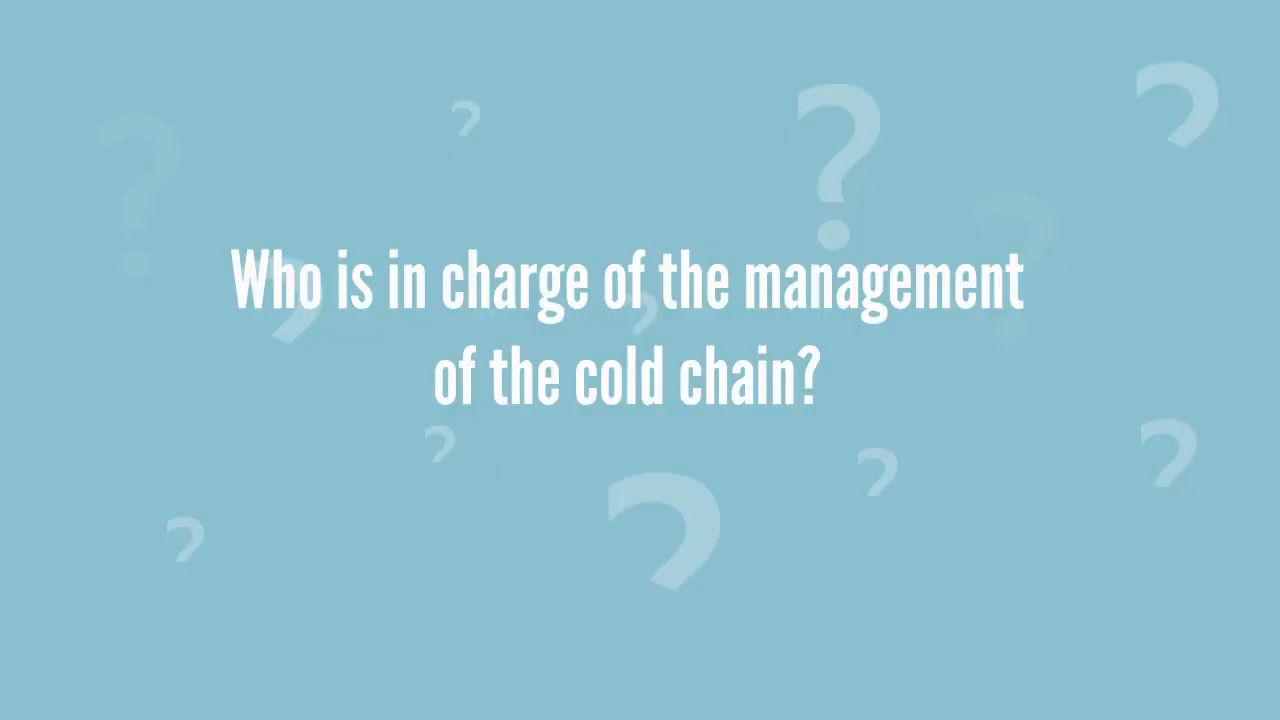 Who is in charge of the management
of the cold chain?